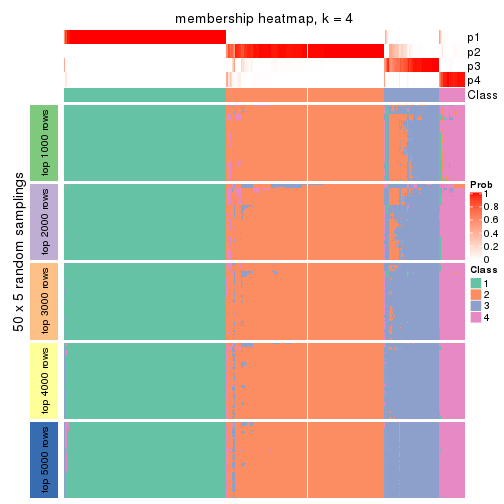 membership heatmap, k = 4
p1
p2
p3
p4
Class
50 x 5 random samplings
top 1000 rows
top 2000 rows
top 3000 rows
top 4000 rows
top 5000 rows
Prob
1
0.8
0.6
0.4
0.2
0
Class
1
2
3
4